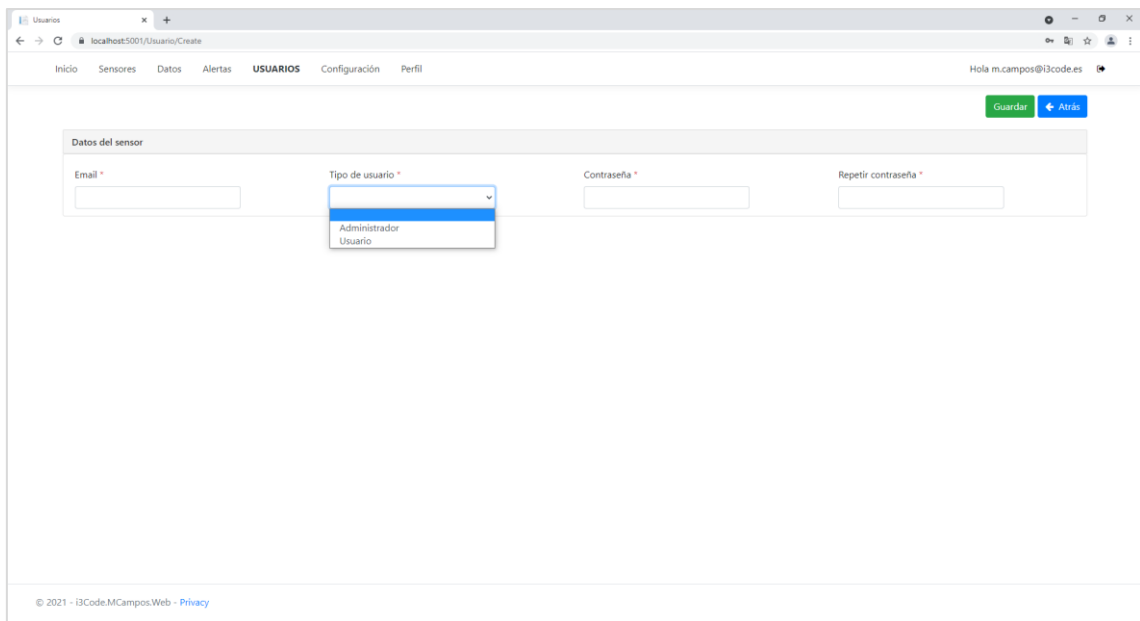 Usuarios
localhost:5001/Usuario/Create
Inicio Sensores Datos Alertas USUARIOS Configuración Perfil Hola m.campos@i3code.es
Guardar Atrás
Datos del sensor
Email * Tipo de usuario * Contraseña * Repetir contraseña *
Administrador
Usuario
© 2021 - i3Code.MCampos.Web - Privacy